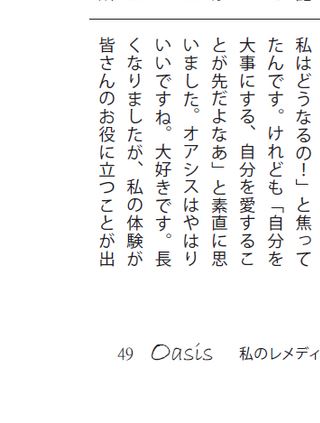 私はどうなるの！」と焦って
たんです。けれども「自分を
大事にする、自分を愛するこ
とが先だよなあ」と素直に思
いました。オアシスはやはり
いいですね。大好きです。長
くなりましたが、私の体験が
皆さんのお役に立つことが出
49 Oasis 私のレメディ